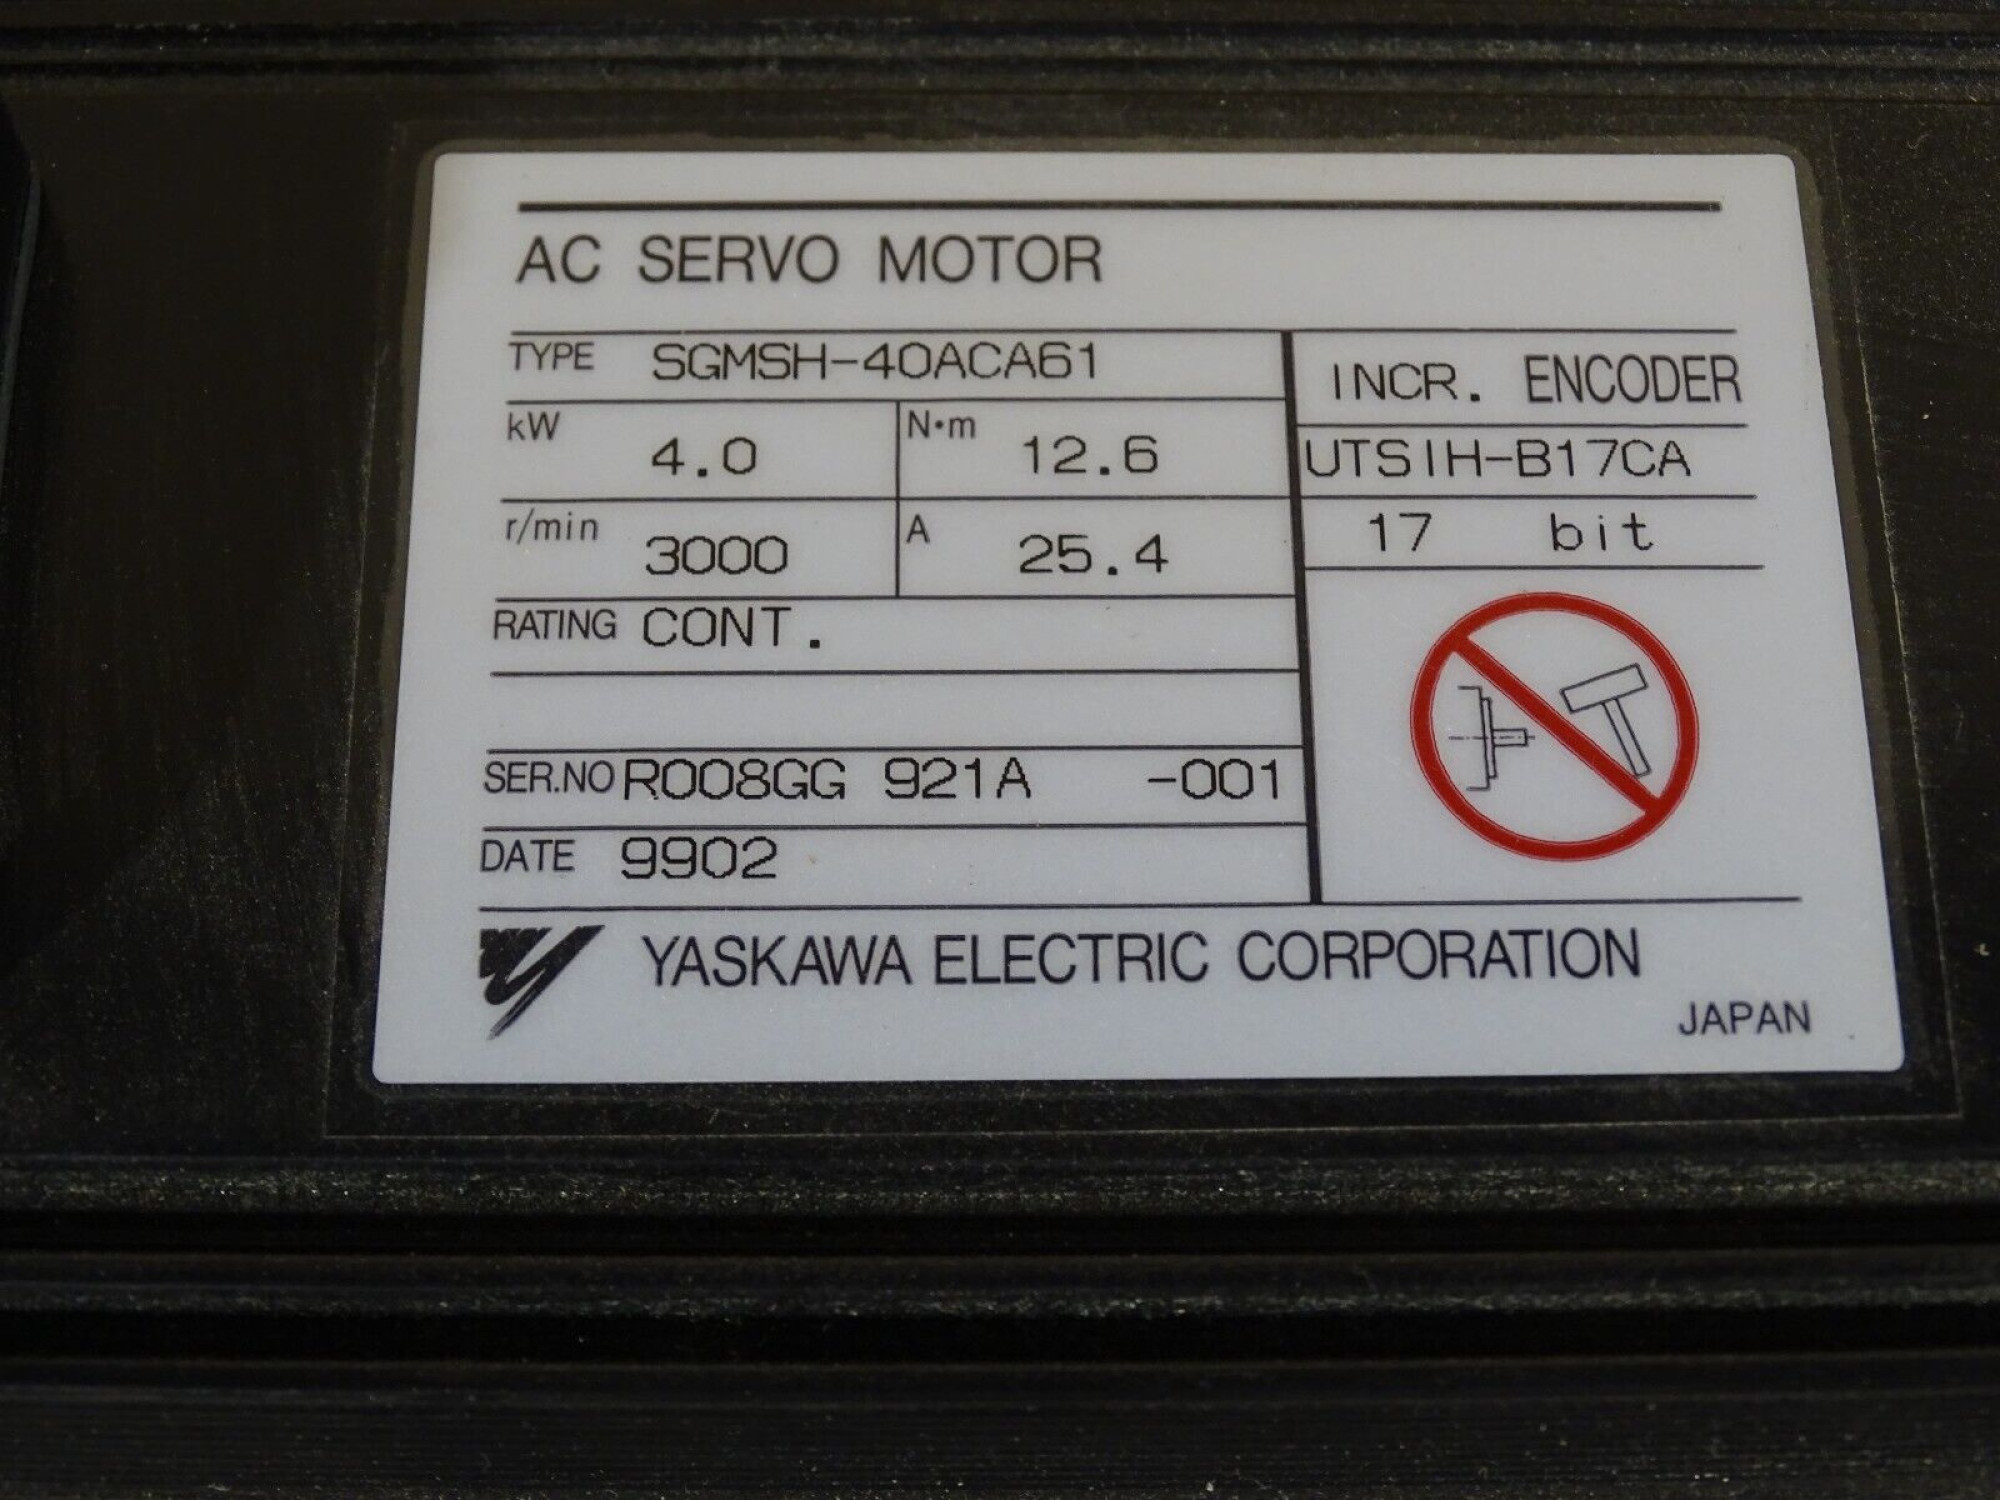 AC SERVO MOTOR
TYPE SGMSH-40ACA61
INCR. ENCODER
kW 4.0 N·m 12.6
UTSIH-B17CA
r/min 3000 A 25.4
17 bit
RATING CONT.
SER.NO R008GG 921A -001
DATE 9902
YASKAWA ELECTRIC CORPORATION
JAPAN